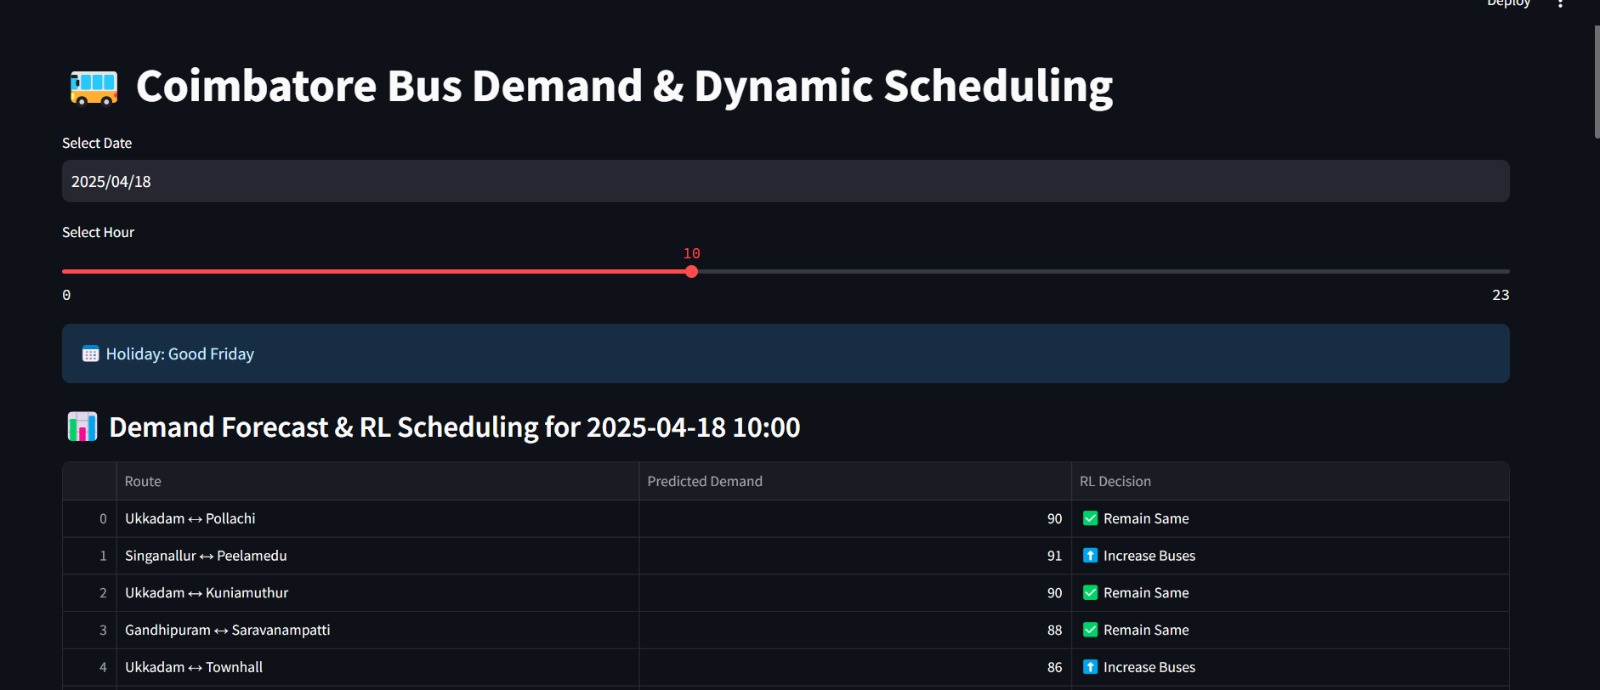 Deploy
Coimbatore Bus Demand & Dynamic Scheduling
Select Date
2025/04/18
Select Hour
10
0 23
Holiday: Good Friday
Demand Forecast & RL Scheduling for 2025-04-18 10:00
Route Predicted Demand RL Decision
0 Ukkadam ↔ Pollachi 90 Remain Same
1 Singanallur ↔ Peelamedu 91 Increase Buses
2 Ukkadam ↔ Kuniamuthur 90 Remain Same
3 Gandhipuram ↔ Saravanampatti 88 Remain Same
4 Ukkadam ↔ Townhall 86 Increase Buses